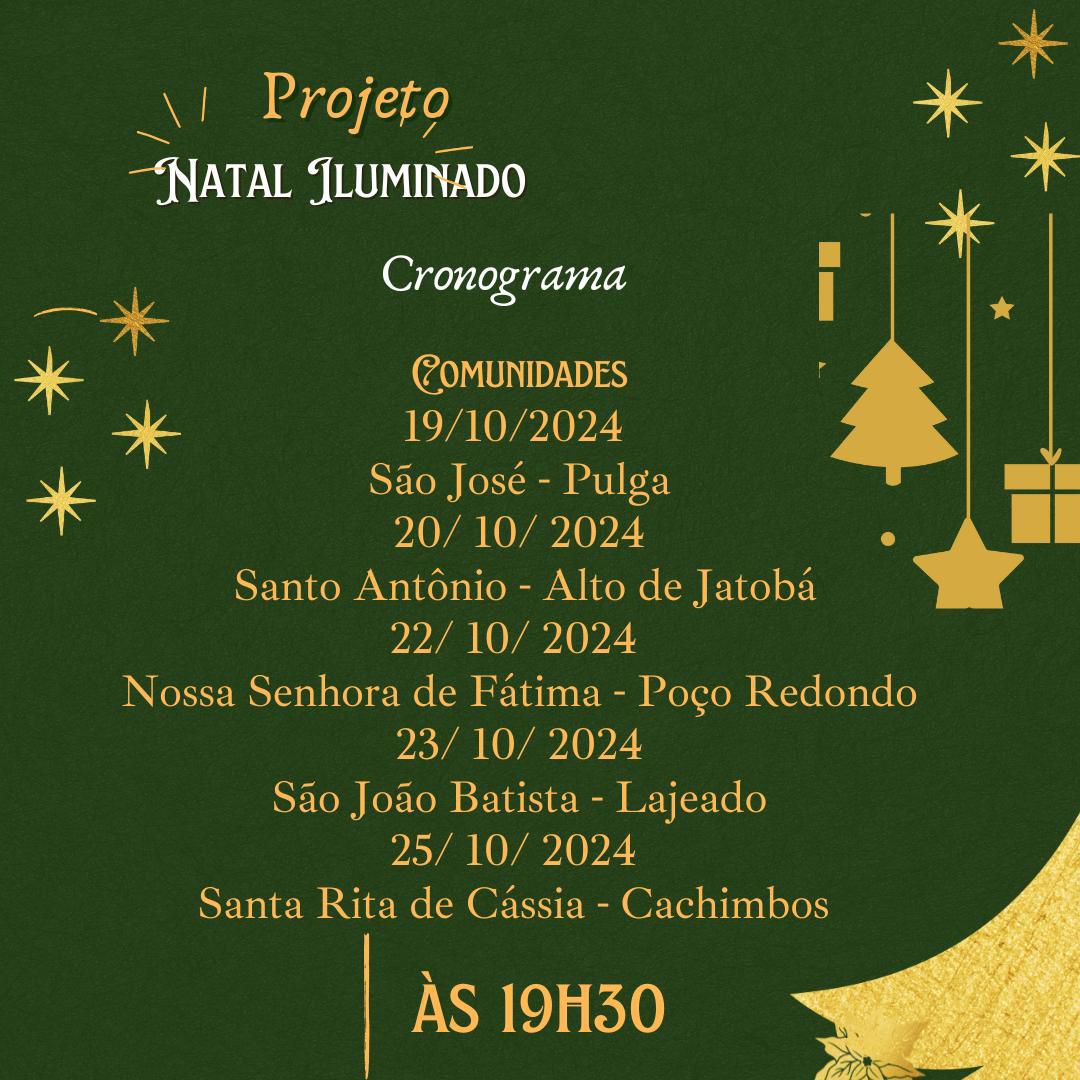 Projeto
Natal Iluminado
Cronograma
Comunidades
19/10/2024
São José - Pulga
20/ 10/ 2024
Santo Antônio - Alto de Jatobá
22/ 10/ 2024
Nossa Senhora de Fátima - Poço Redondo
23/ 10/ 2024
São João Batista - Lajeado
25/ 10/ 2024
Santa Rita de Cássia - Cachimbos
ÀS 19H30